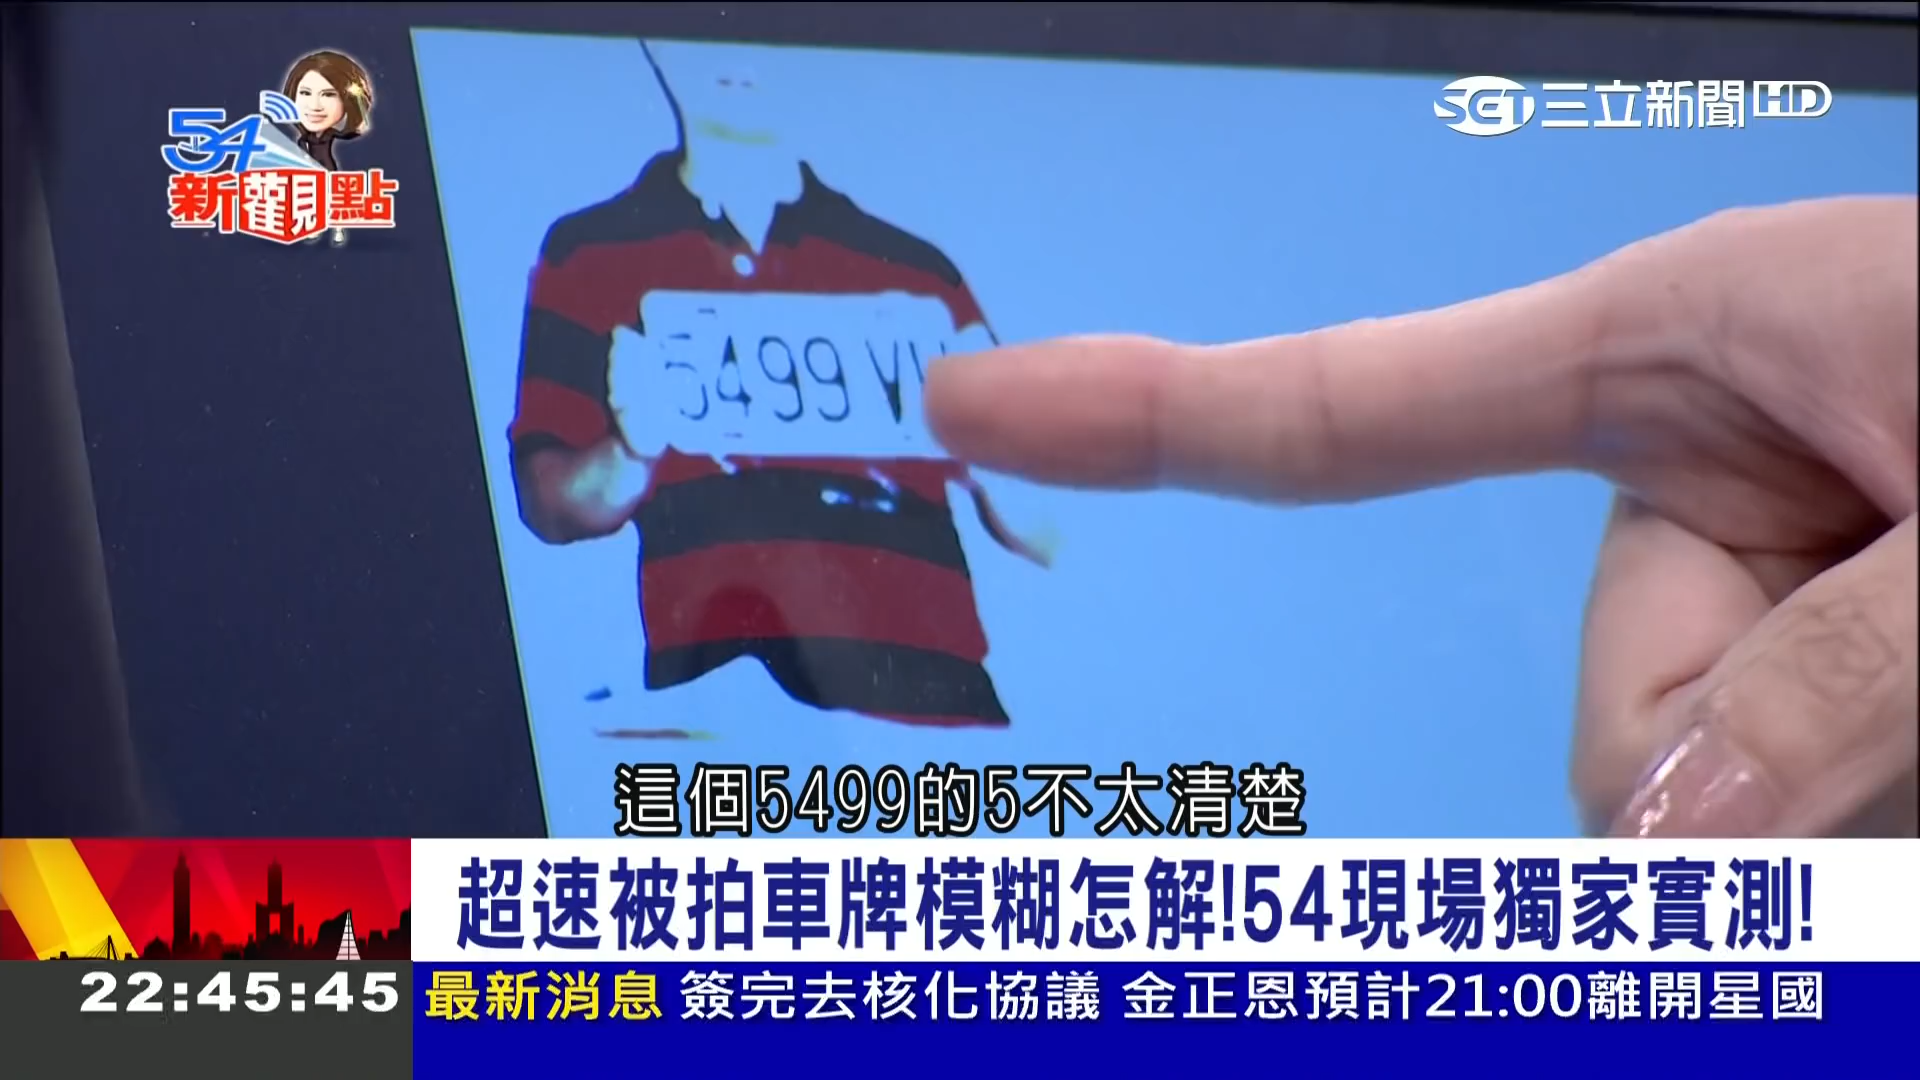 54
新觀點
SET三立新聞HD
5499 V
這個5499的5不太清楚
超速被拍車牌模糊怎解!54現場獨家實測!
22:45:45
最新消息 簽完去核化協議 金正恩預計21:00離開星國